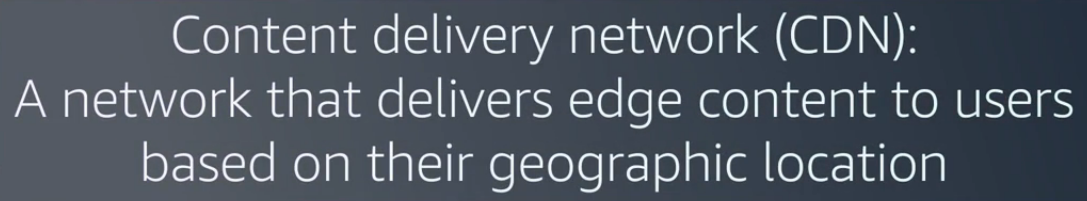 Content delivery network (CDN):
A network that delivers edge content to users
based on their geographic location